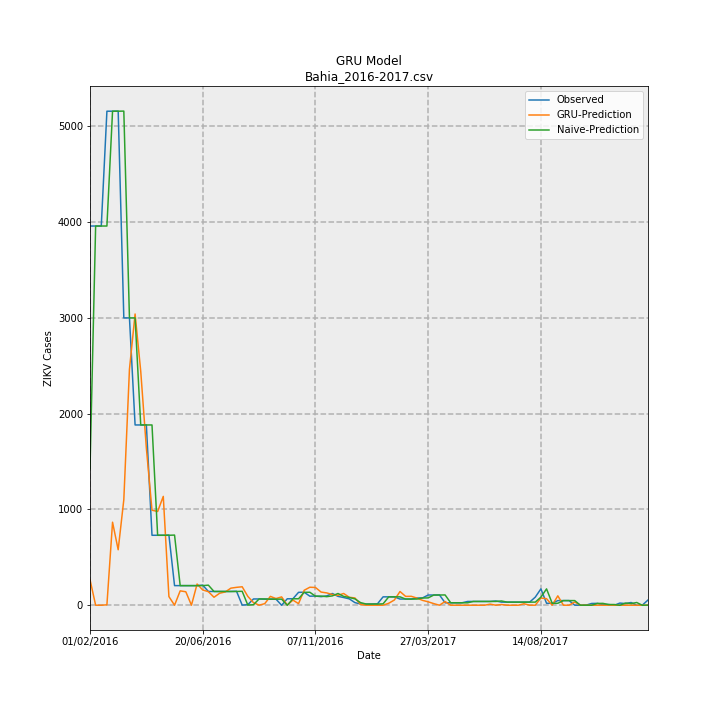 GRU Model
Bahia_2016-2017.csv
Observed
GRU-Prediction
Naive-Prediction
5000
4000
3000
2000
1000
0
ZIKV Cases
01/02/2016 20/06/2016 07/11/2016 27/03/2017 14/08/2017
Date